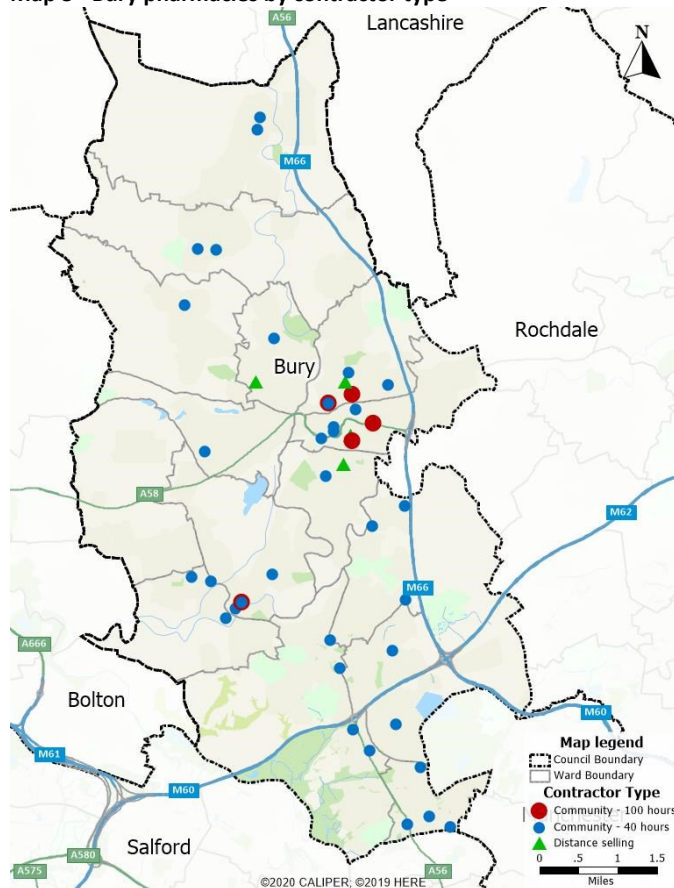 Map 3 - Bury pharmacies by contractor type
A56
Lancashire
N
M66
Rochdale
Bury
A58
M62
M66
A666
Bolton
M60
M61
M60
Salford
A580
A575
A56
Map legend
Council Boundary
Ward Boundary
Contractor Type
Community - 100 hours
Community - 40 hours
Distance selling
0 .5 1 1.5
Miles
©2020 CALIPER; ©2019 HERE